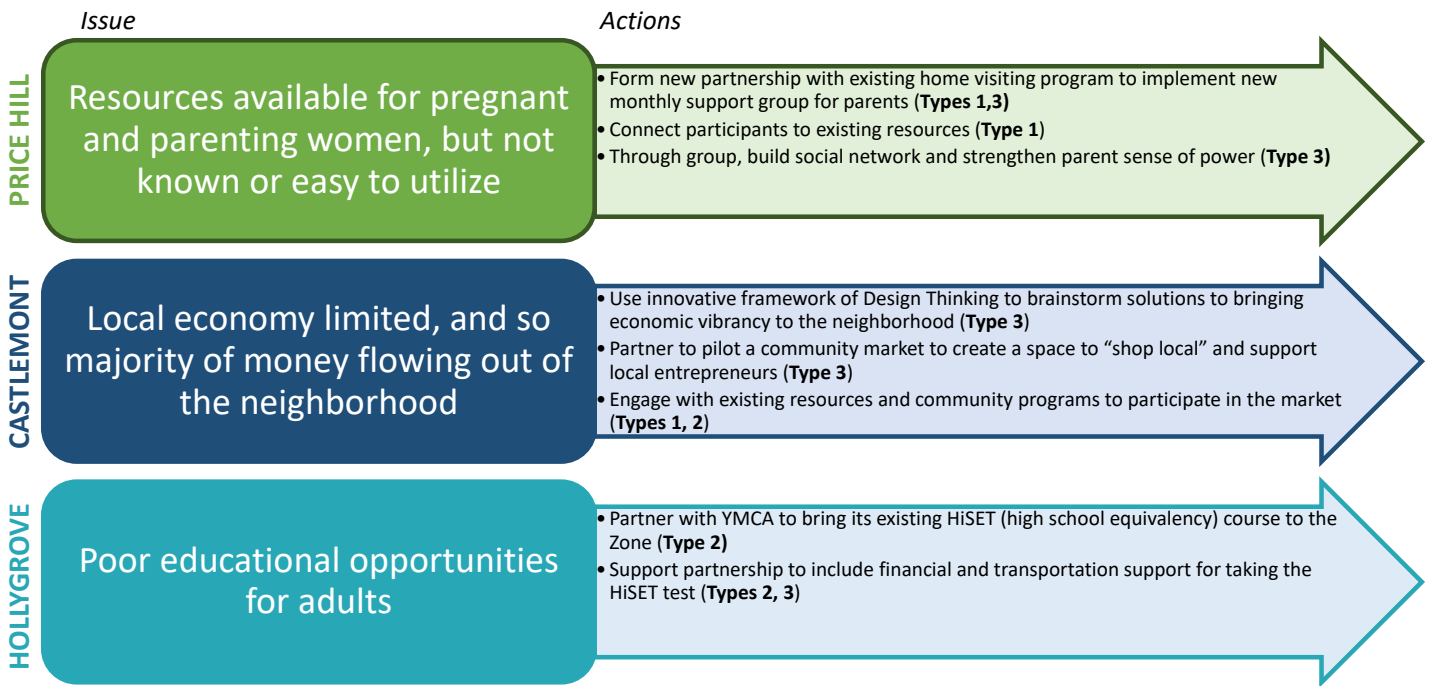 Issue
Actions
PRICE HILL
Resources available for pregnant
and parenting women, but not
known or easy to utilize
• Form new partnership with existing home visiting program to implement new
monthly support group for parents (Types 1,3)
• Connect participants to existing resources (Type 1)
• Through group, build social network and strengthen parent sense of power (Type 3)
CASTLEMONT
Local economy limited, and so
majority of money flowing out of
the neighborhood
• Use innovative framework of Design Thinking to brainstorm solutions to bringing
economic vibrancy to the neighborhood (Type 3)
• Partner to pilot a community market to create a space to “shop local” and support
local entrepreneurs (Type 3)
• Engage with existing resources and community programs to participate in the market
(Types 1, 2)
HOLLYGROVE
Poor educational opportunities
for adults
• Partner with YMCA to bring its existing HiSET (high school equivalency) course to the
Zone (Type 2)
• Support partnership to include financial and transportation support for taking the
HiSET test (Types 2, 3)